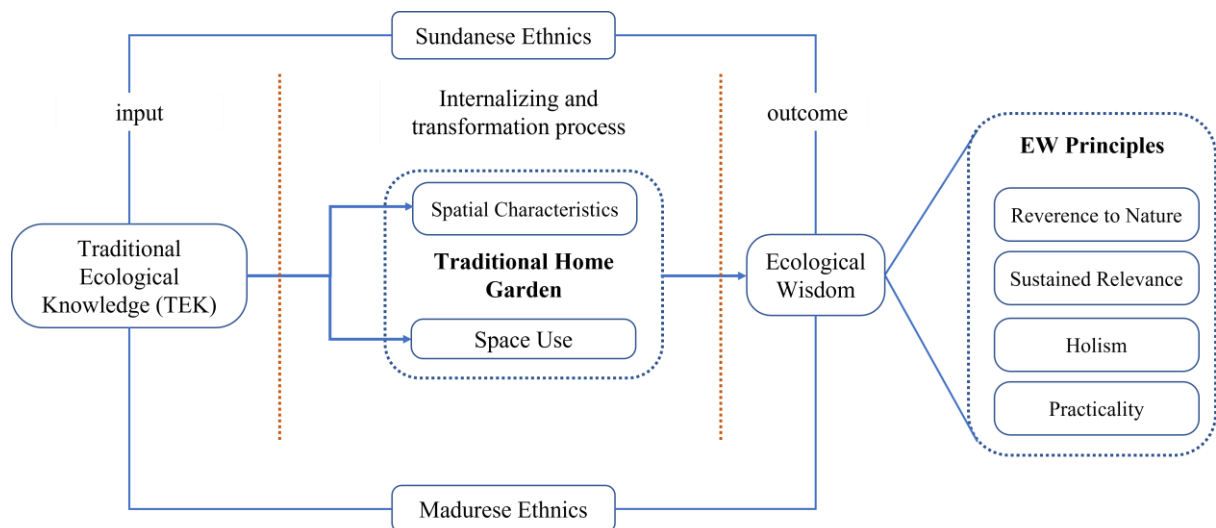 Sundanese Ethnics
input
Internalizing and
transformation process
outcome
Traditional
Ecological
Knowledge (TEK)
Spatial Characteristics
Traditional Home
Garden
Space Use
Ecological
Wisdom
EW Principles
Reverence to Nature
Sustained Relevance
Holism
Practicality
Madurese Ethnics